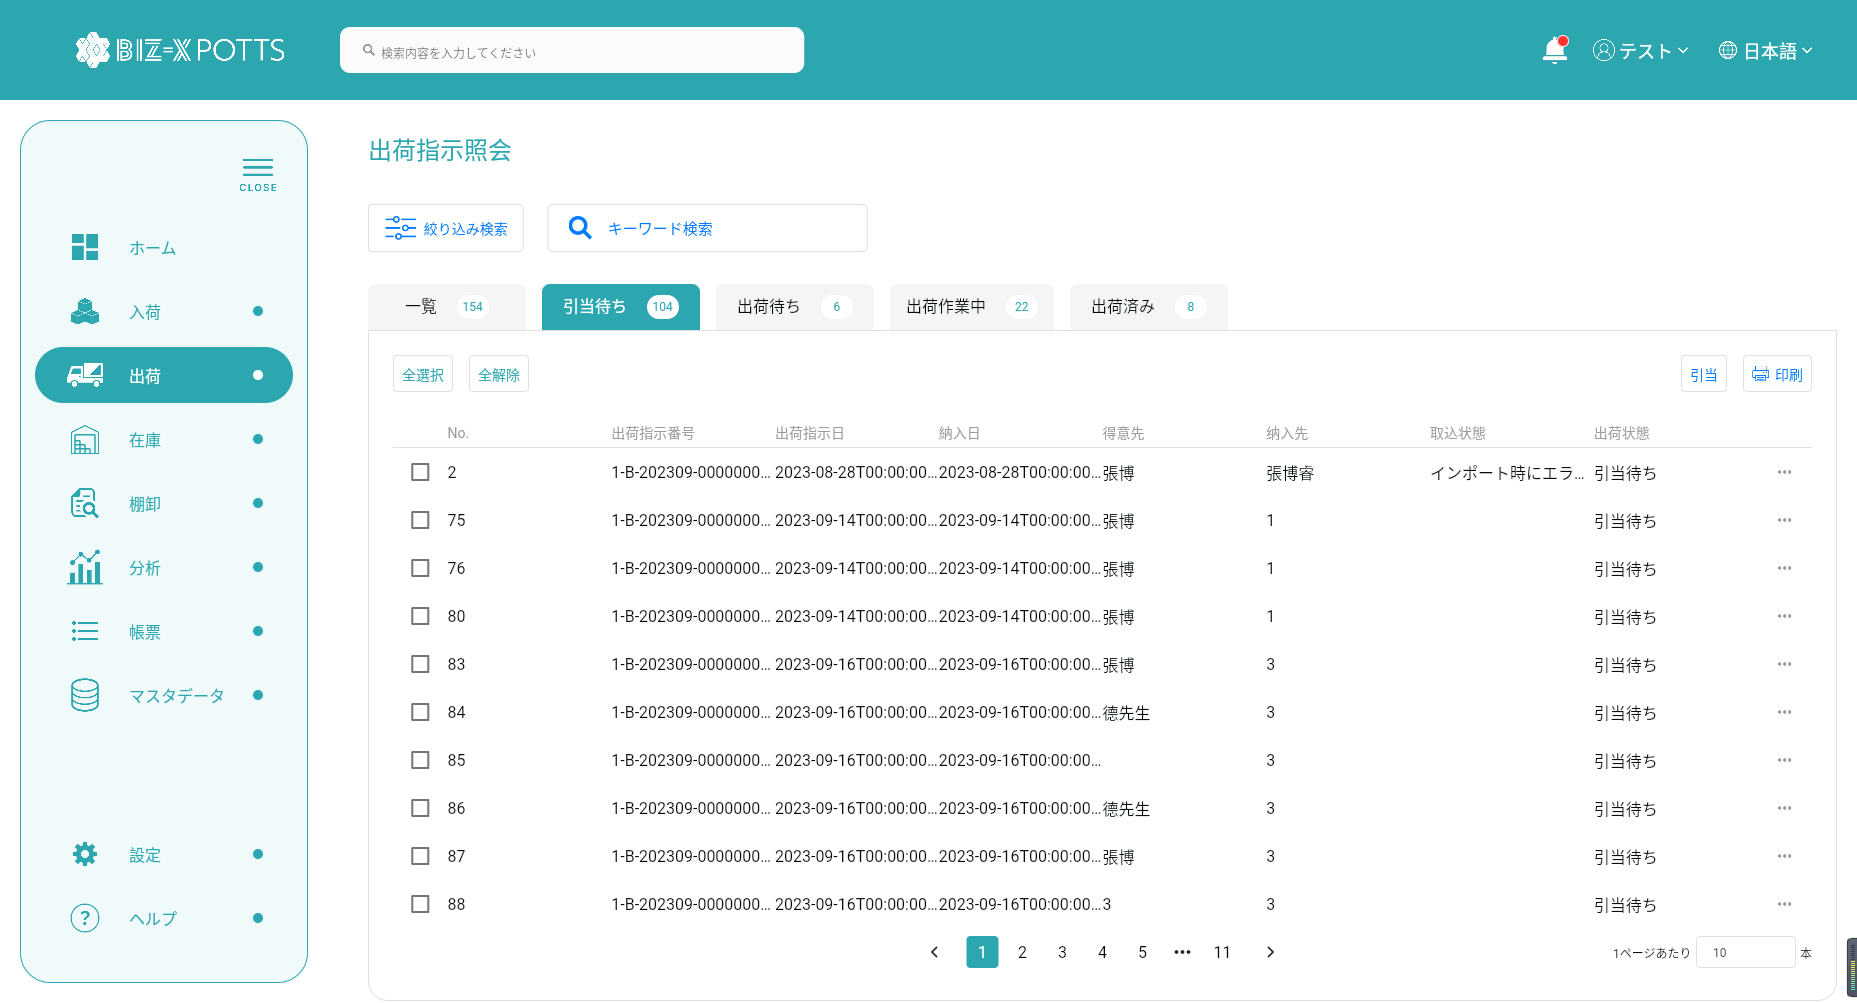 BIZ=X POTTS
検索内容を入力してください
テスト
日本語
CLOSE
ホーム
入荷
出荷
在庫
棚卸
分析
帳票
マスタデータ
設定
ヘルプ
出荷指示照会
絞り込み検索
キーワード検索
一覧 154
引当待ち 104
出荷待ち 6
出荷作業中 22
出荷済み 8
全選択
全解除
引当
印刷
No. 出荷指示番号 出荷指示日 納入日 得意先 納入先 取込状態 出荷状態
2 1-B-202309-0000000... 2023-08-28T00:00:00... 2023-08-28T00:00:00... 張博 張博睿 インポート時にエラ... 引当待ち ...
75 1-B-202309-0000000... 2023-09-14T00:00:00... 2023-09-14T00:00:00... 張博 1 引当待ち ...
76 1-B-202309-0000000... 2023-09-14T00:00:00... 2023-09-14T00:00:00... 張博 1 引当待ち ...
80 1-B-202309-0000000... 2023-09-14T00:00:00... 2023-09-14T00:00:00... 張博 1 引当待ち ...
83 1-B-202309-0000000... 2023-09-16T00:00:00... 2023-09-16T00:00:00... 張博 3 引当待ち ...
84 1-B-202309-0000000... 2023-09-16T00:00:00... 2023-09-16T00:00:00... 德先生 3 引当待ち ...
85 1-B-202309-0000000... 2023-09-16T00:00:00... 2023-09-16T00:00:00... 3 引当待ち ...
86 1-B-202309-0000000... 2023-09-16T00:00:00... 2023-09-16T00:00:00... 德先生 3 引当待ち ...
87 1-B-202309-0000000... 2023-09-16T00:00:00... 2023-09-16T00:00:00... 張博 3 引当待ち ...
88 1-B-202309-0000000... 2023-09-16T00:00:00... 2023-09-16T00:00:00... 3 3 引当待ち ...
1 2 3 4 5 ... 11
1ページあたり 10 本